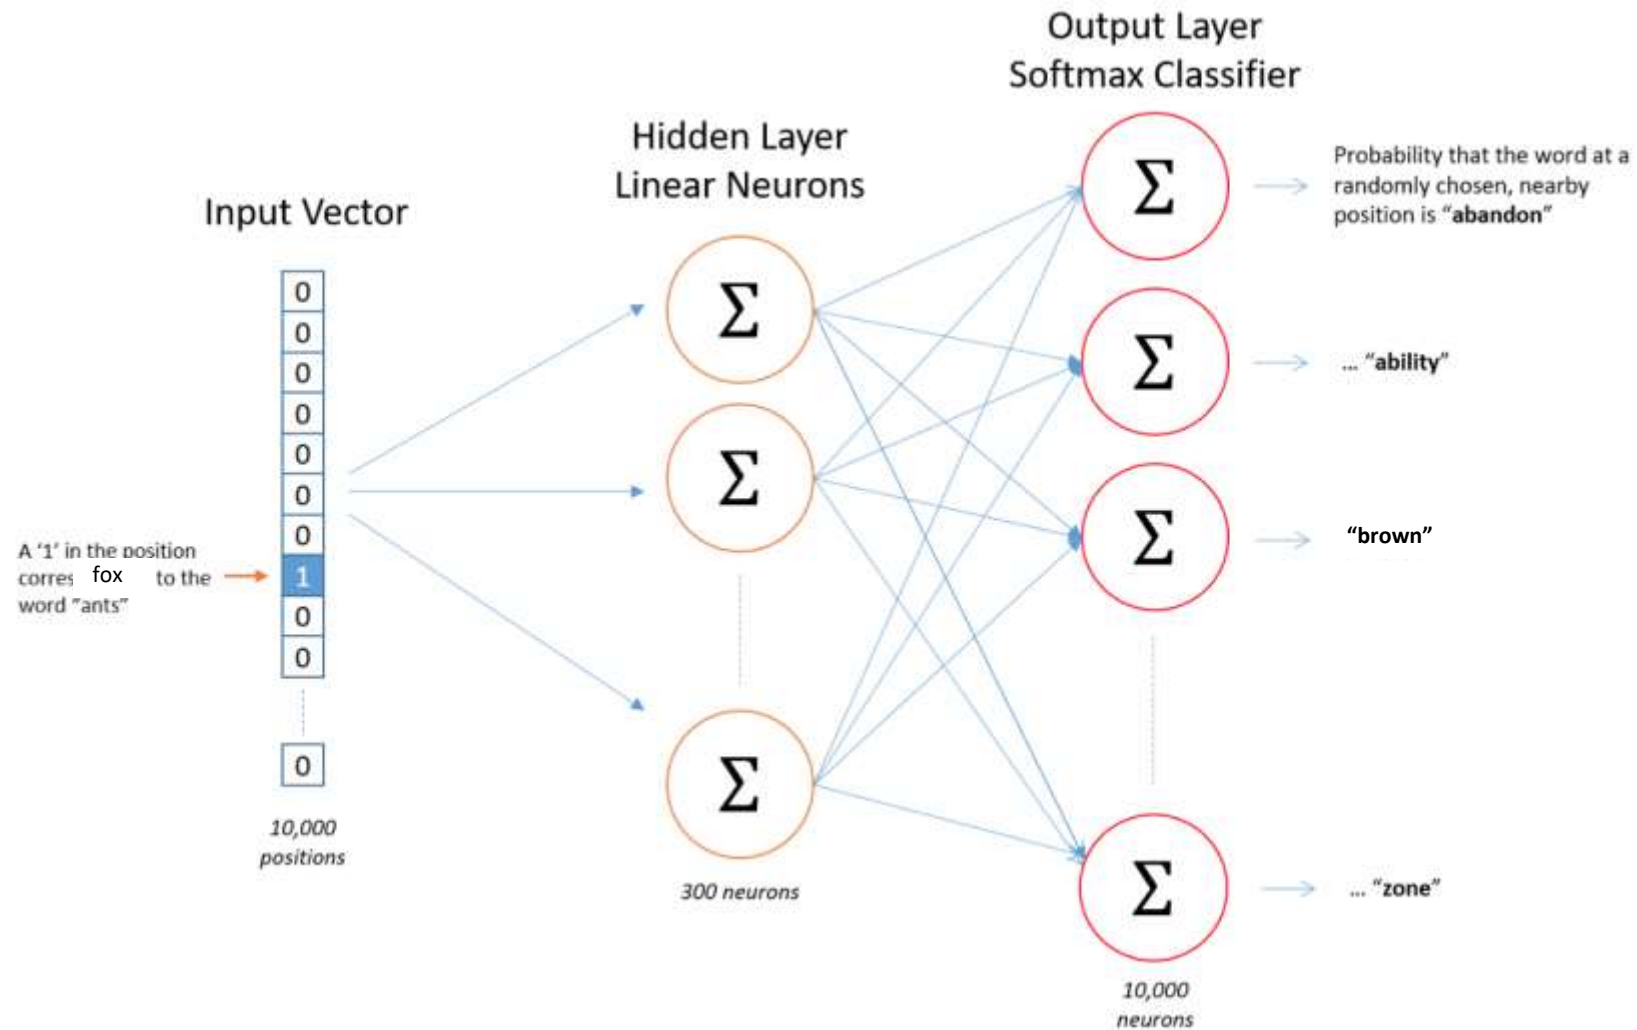 Output Layer
Softmax Classifier
Hidden Layer
Linear Neurons
Input Vector
0
0
0
0
0
0
0
1
0
0
0
A ‘1’ in the position
corres fox to the
word “ants”
10,000
positions
Σ
Σ
Σ
300 neurons
Σ
Σ
Σ
Σ
10,000
neurons
Probability that the word at a
randomly chosen, nearby
position is “abandon”
... “ability”
“brown”
... “zone”